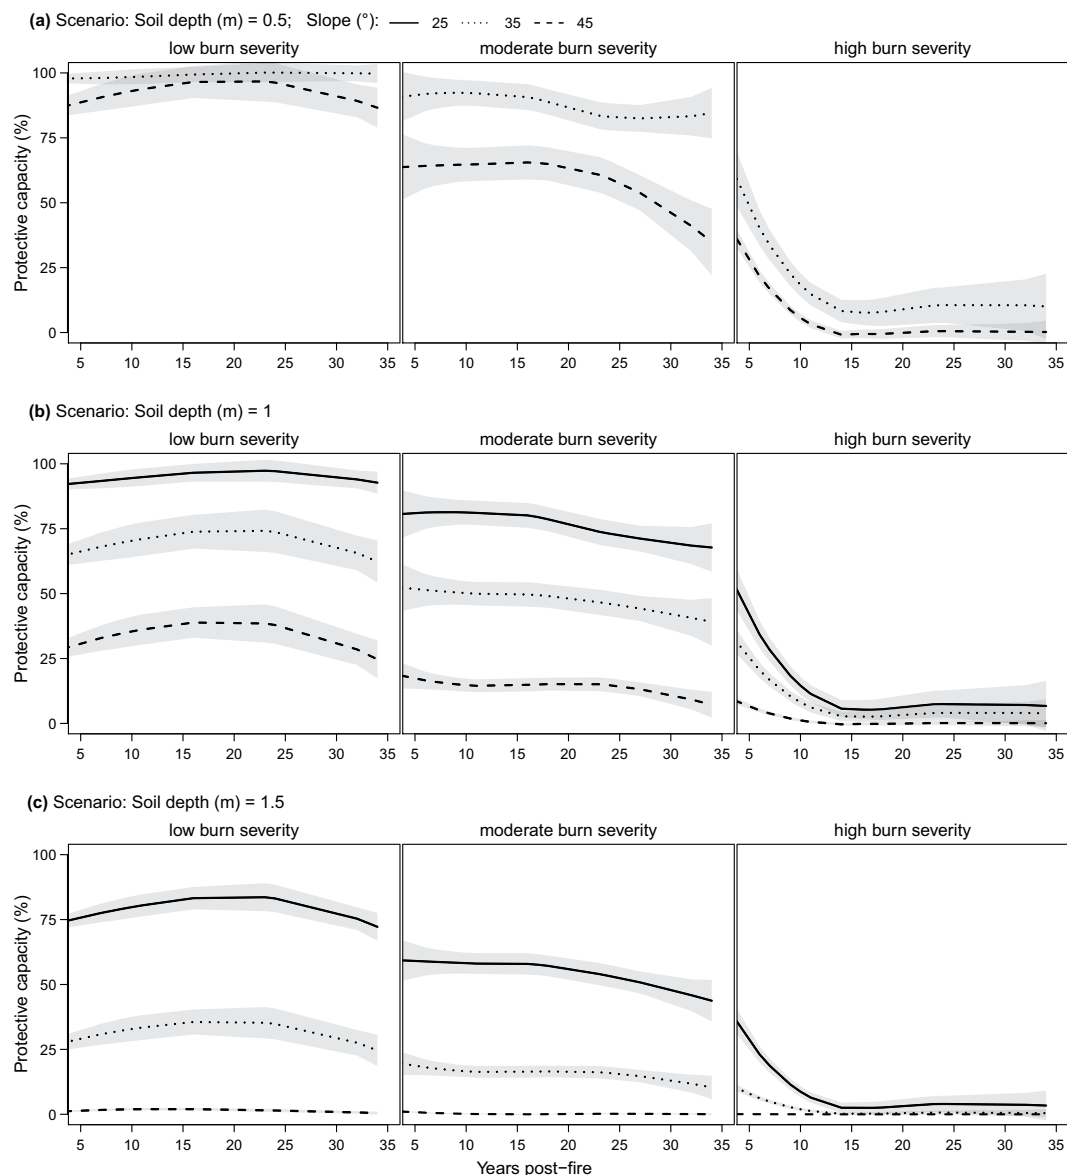 (a) Scenario: Soil depth (m) = 0.5; Slope (°): 25 35 45
low burn severity moderate burn severity high burn severity
Protective capacity (%)
100
75
50
25
0
5 10 15 20 25 30 35 5 10 15 20 25 30 35 5 10 15 20 25 30 35
(b) Scenario: Soil depth (m) = 1
low burn severity moderate burn severity high burn severity
Protective capacity (%)
100
75
50
25
0
5 10 15 20 25 30 35 5 10 15 20 25 30 35 5 10 15 20 25 30 35
(c) Scenario: Soil depth (m) = 1.5
low burn severity moderate burn severity high burn severity
Protective capacity (%)
100
75
50
25
0
5 10 15 20 25 30 35 5 10 15 20 25 30 35 5 10 15 20 25 30 35
Years post−fire